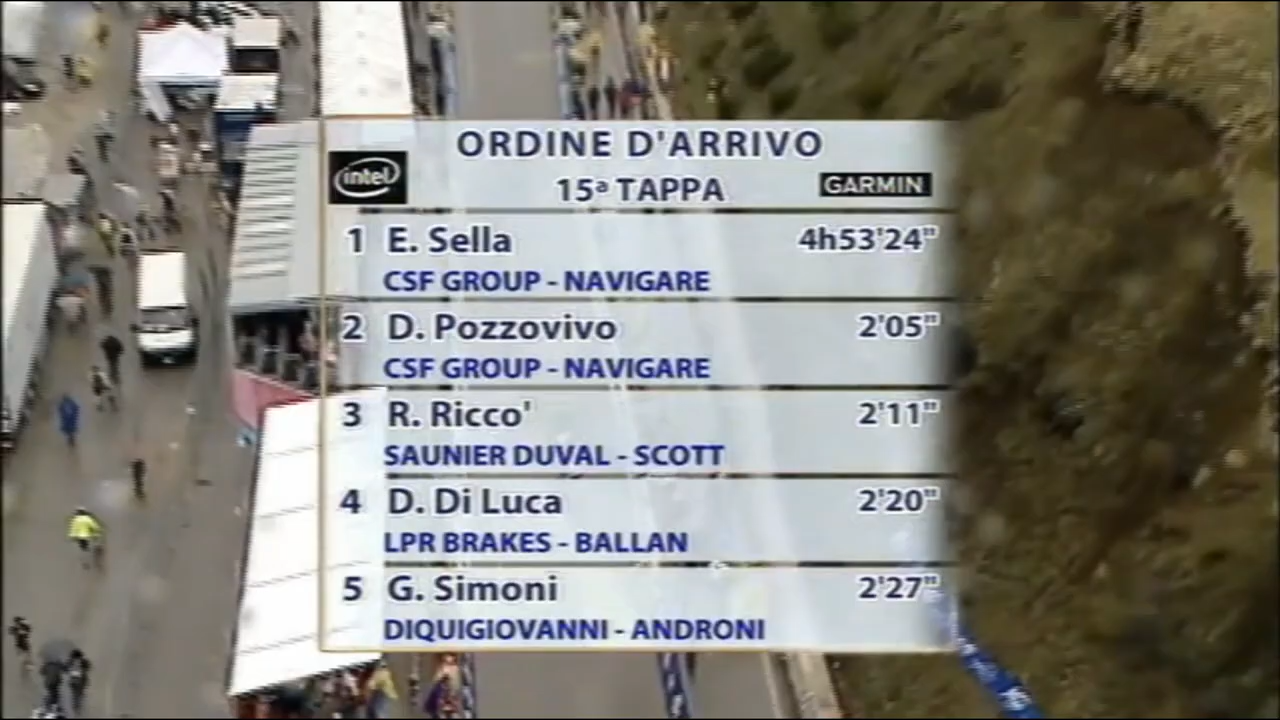 ORDINE D'ARRIVO
intel
15ª TAPPA
GARMIN
1 E. Sella 4h53'24"
CSF GROUP - NAVIGARE
2 D. Pozzovivo 2'05"
CSF GROUP - NAVIGARE
3 R. Ricco' 2'11"
SAUNIER DUVAL - SCOTT
4 D. Di Luca 2'20"
LPR BRAKES - BALLAN
5 G. Simoni 2'27"
DIQUIGIOVANNI - ANDRONI